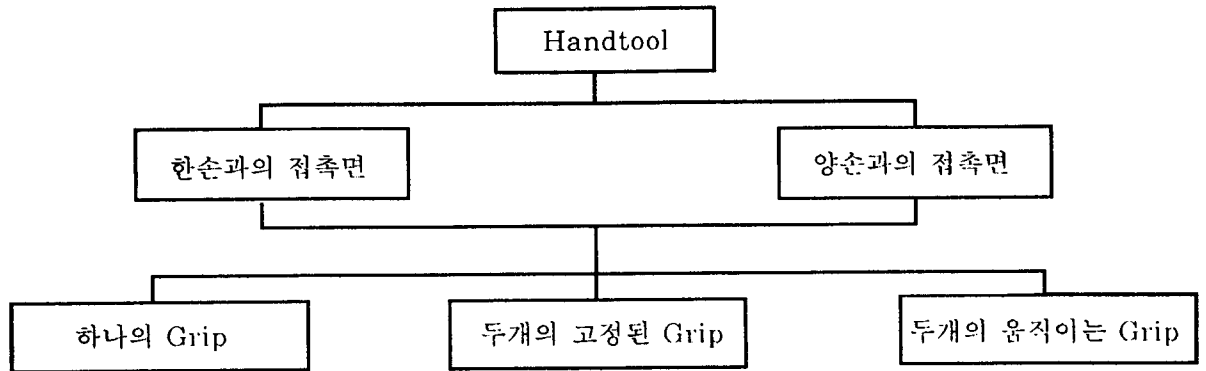 Handtool
한손과의 접촉면
양손과의 접촉면
하나의 Grip
두개의 고정된 Grip
두개의 움직이는 Grip